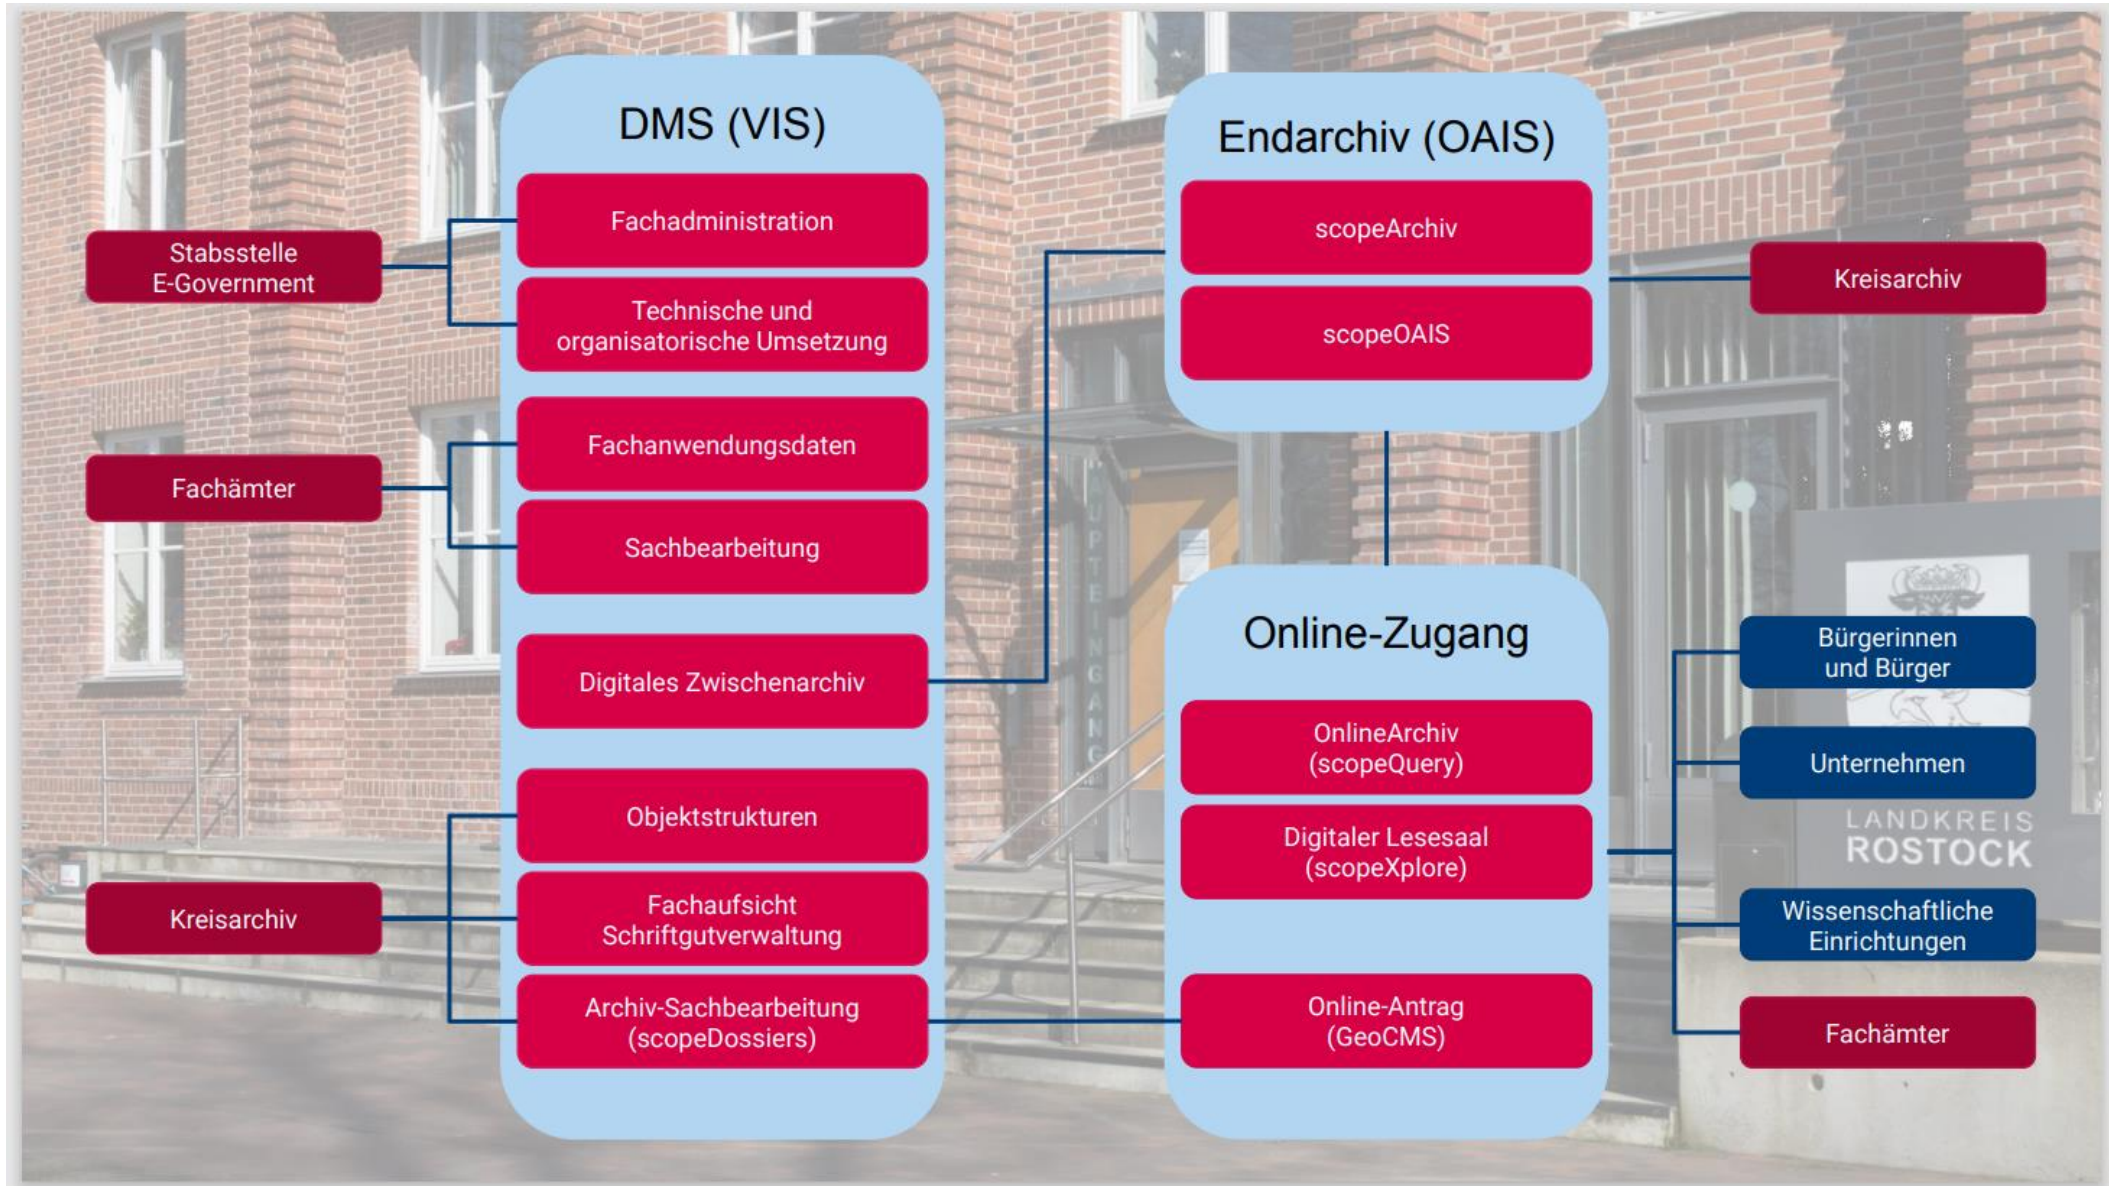 DMS (VIS)
Fachadministration
Stabsstelle
E-Government
Technische und
organisatorische Umsetzung
Fachanwendungsdaten
Fachämter
Sachbearbeitung
Digitales Zwischenarchiv
Objektstrukturen
Kreisarchiv
Fachaufsicht
Schriftgutverwaltung
Archiv-Sachbearbeitung
(scopeDossiers)
Endarchiv (OAIS)
scopeArchiv
scopeOAIS
Kreisarchiv
Online-Zugang
OnlineArchiv
(scopeQuery)
Digitaler Lesesaal
(scopeXplore)
Online-Antrag
(GeoCMS)
Bürgerinnen
und Bürger
Unternehmen
Wissenschaftliche
Einrichtungen
Fachämter
HAUPTEINGANG
LANDKREIS
ROSTOCK